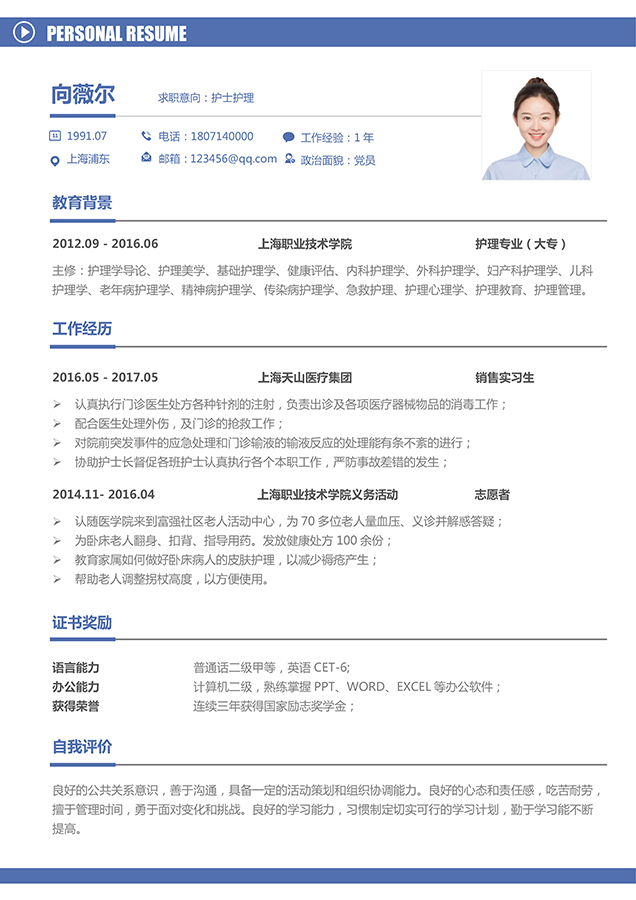 PERSONAL RESUME
向薇尔
求职意向：护士护理
1991.07 电话：1807140000 工作经验：1 年
上海浦东 邮箱：123456@qq.com 政治面貌：党员
教育背景
2012.09 - 2016.06 上海职业技术学院 护理专业（大专）
主修：护理学导论、护理美学、基础护理学、健康评估、内科护理学、外科护理学、妇产科护理学、儿科
护理学、老年病护理学、精神病护理学、传染病护理学、急救护理、护理心理学、护理教育、护理管理。
工作经历
2016.05 - 2017.05 上海天山医疗集团 销售实习生
认真执行门诊医生处方各种针剂的注射，负责出诊及各项医疗器械物品的消毒工作；
配合医生处理外伤，及门诊的抢救工作；
对院前突发事件的应急处理和门诊输液的输液反应的处理能有条不紊的进行；
协助护士长督促各班护士认真执行各个本职工作，严防事故差错的发生；
2014.11- 2016.04 上海职业技术学院义务活动 志愿者
认随医学院来到富强社区老人活动中心，为 70 多位老人量血压、义诊并解惑答疑；
为卧床老人翻身、扣背、指导用药。发放健康处方 100 余份；
教育家属如何做好卧床病人的皮肤护理，以减少褥疮产生；
帮助老人调整拐杖高度，以方便使用。
证书奖励
语言能力 普通话二级甲等，英语 CET-6;
办公能力 计算机二级，熟练掌握 PPT、WORD、EXCEL 等办公软件；
获得荣誉 连续三年获得国家励志奖学金；
自我评价
良好的公共关系意识，善于沟通，具备一定的活动策划和组织协调能力。良好的心态和责任感，吃苦耐劳，
擅于管理时间，勇于面对变化和挑战。良好的学习能力，习惯制定切实可行的学习计划，勤于学习能不断
提高。